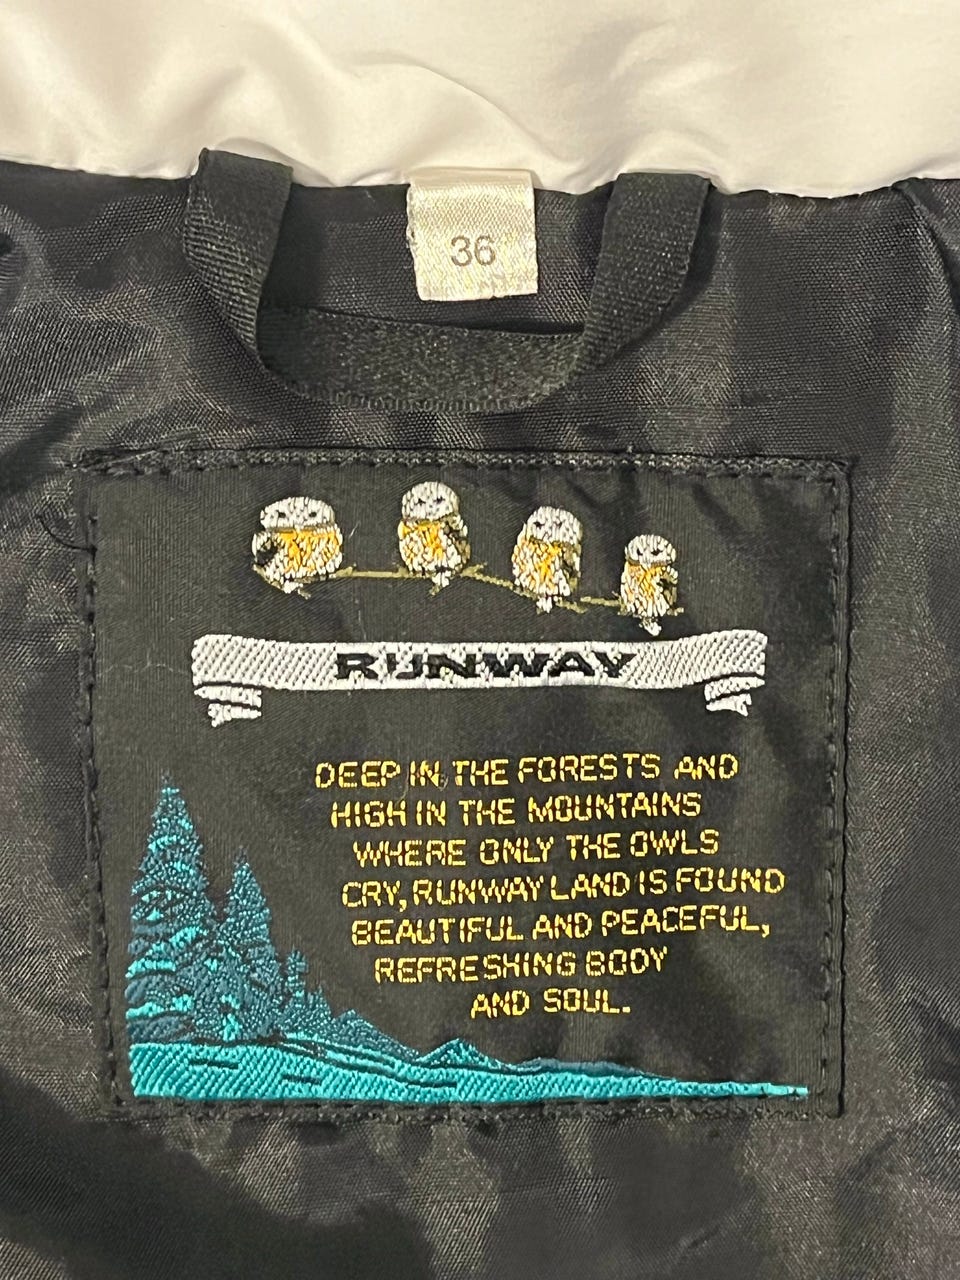 36
RUNWAY
DEEP IN THE FORESTS AND
HIGH IN THE MOUNTAINS
WHERE ONLY THE OWLS
CRY, RUNWAY LAND IS FOUND
BEAUTIFUL AND PEACEFUL,
REFRESHING BODY
AND SOUL.